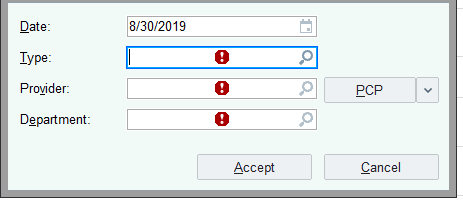 Date: 8/30/2019
Type:
Provider: PCP
Department:
Accept Cancel